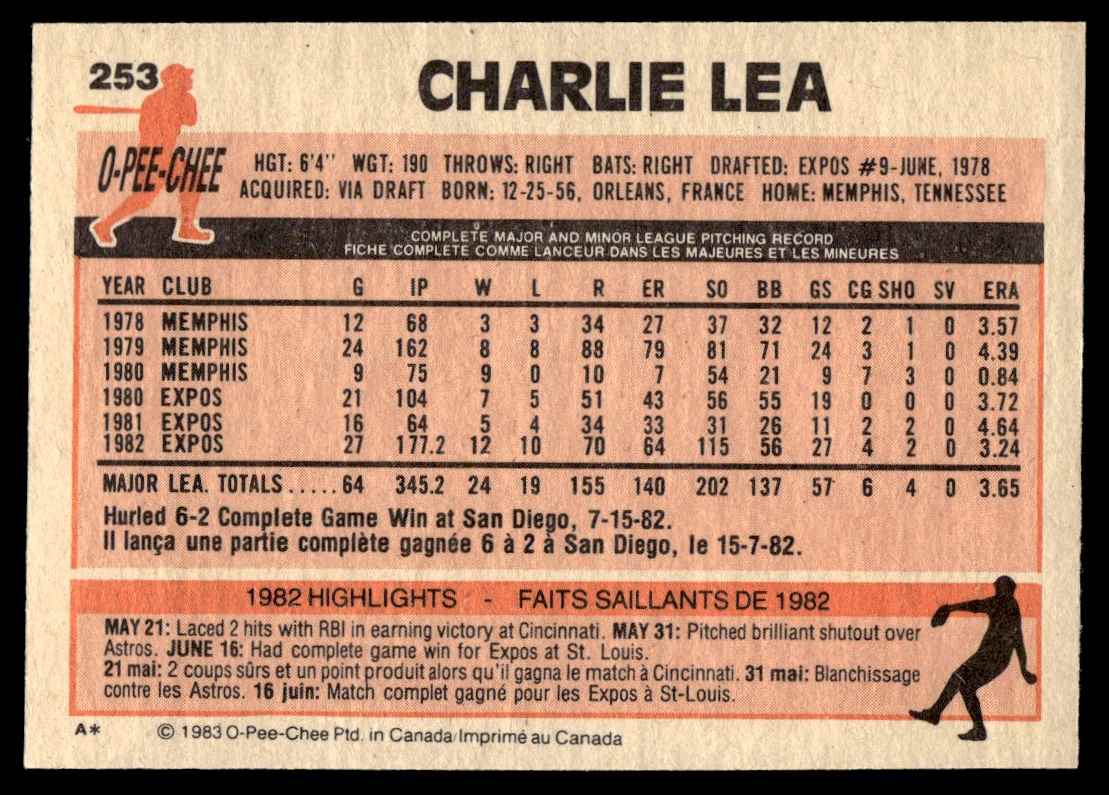 253
CHARLIE LEA
O-PEE-CHEE
HGT: 6'4" WGT: 190 THROWS: RIGHT BATS: RIGHT DRAFTED: EXPOS #9-JUNE, 1978
ACQUIRED: VIA DRAFT BORN: 12-25-56, ORLEANS, FRANCE HOME: MEMPHIS, TENNESSEE
COMPLETE MAJOR AND MINOR LEAGUE PITCHING RECORD
FICHE COMPLETE COMME LANCEUR DANS LES MAJEURES ET LES MINEURES
YEAR CLUB G IP W L R ER SO BB GS CG SHO SV ERA
1978 MEMPHIS 12 68 3 3 34 27 37 32 12 2 1 0 3.57
1979 MEMPHIS 24 162 8 8 88 79 81 71 24 3 1 0 4.39
1980 MEMPHIS 9 75 9 0 10 7 54 21 9 7 3 0 0.84
1980 EXPOS 21 104 7 5 51 43 56 55 19 0 0 0 3.72
1981 EXPOS 16 64 5 4 34 33 31 26 11 2 2 0 4.64
1982 EXPOS 27 177.2 12 10 70 64 115 56 27 4 2 0 3.24
MAJOR LEA. TOTALS.....64 345.2 24 19 155 140 202 137 57 6 4 0 3.65
Hurled 6-2 Complete Game Win at San Diego, 7-15-82.
Il lança une partie complète gagnée 6 à 2 à San Diego, le 15-7-82.
1982 HIGHLIGHTS - FAITS SAILLANTS DE 1982
MAY 21: Laced 2 hits with RBI in earning victory at Cincinnati. MAY 31: Pitched brilliant shutout over
Astros. JUNE 16: Had complete game win for Expos at St. Louis.
21 mai: 2 coups sûrs et un point produit alors qu'il gagna le match à Cincinnati. 31 mai: Blanchissage
contre les Astros. 16 juin: Match complet gagné pour les Expos à St-Louis.
A* © 1983 O-Pee-Chee Ptd. in Canada/Imprimé au Canada